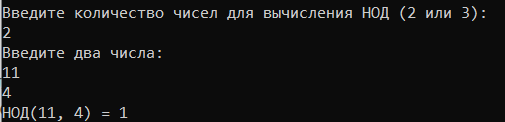 Введите количество чисел для вычисления НОД (2 или 3):
2
Введите два числа:
11
4
НОД(11, 4) = 1